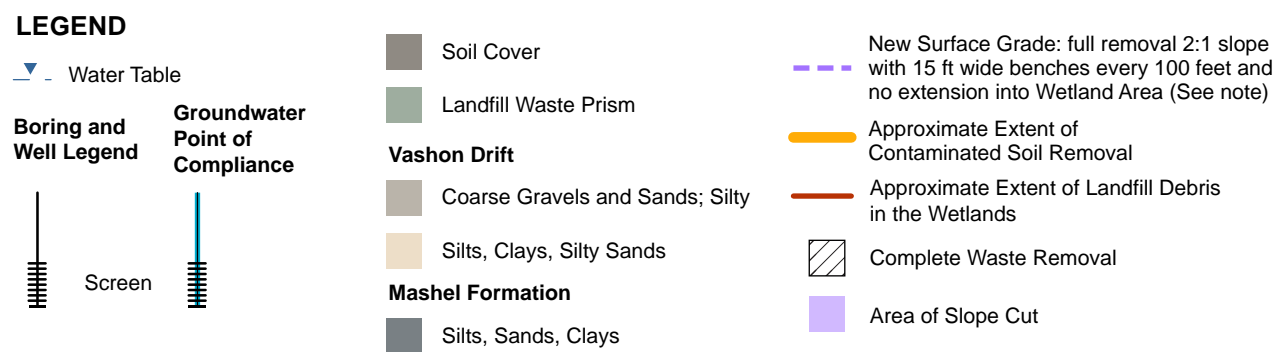 LEGEND
Water Table
Boring and
Well Legend
Groundwater
Point of
Compliance
Screen
Soil Cover
Landfill Waste Prism
Vashon Drift
Coarse Gravels and Sands; Silty
Silts, Clays, Silty Sands
Mashel Formation
Silts, Sands, Clays
New Surface Grade: full removal 2:1 slope
with 15 ft wide benches every 100 feet and
no extension into Wetland Area (See note)
Approximate Extent of
Contaminated Soil Removal
Approximate Extent of Landfill Debris
in the Wetlands
Complete Waste Removal
Area of Slope Cut